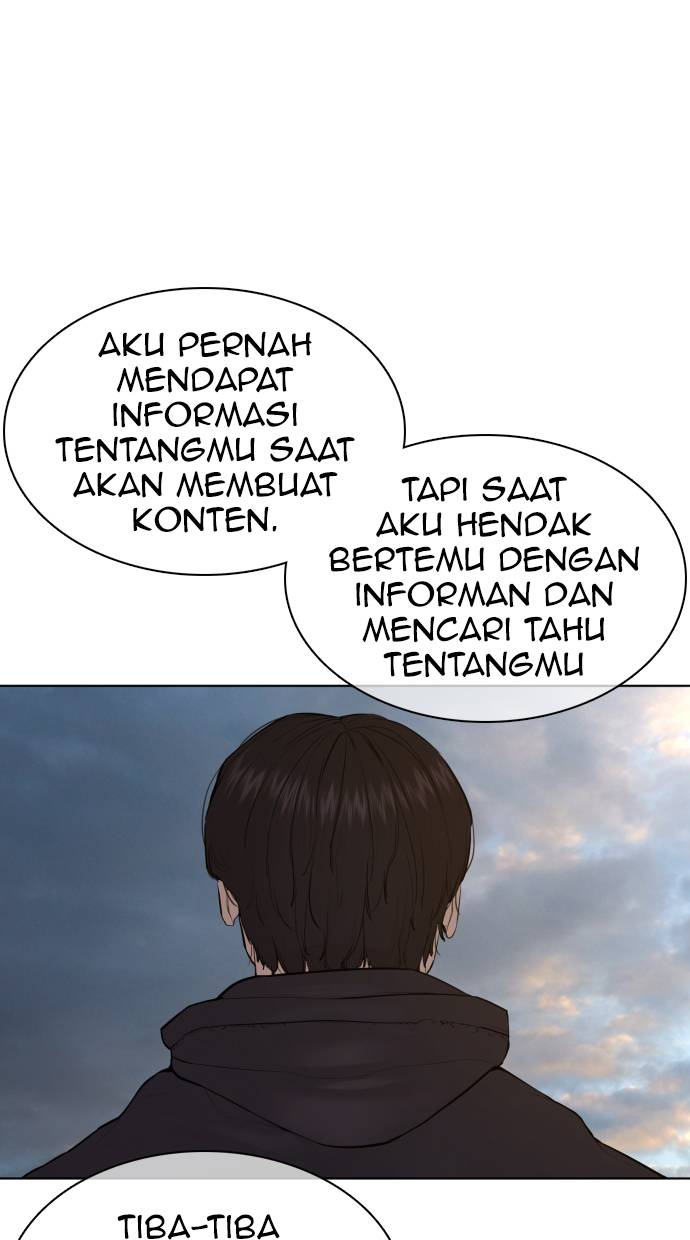 AKU PERNAH
MENDAPAT
INFORMASI
TENTANGMU SAAT
AKAN MEMBUAT
KONTEN.
TAPI SAAT
AKU HENDAK
BERTEMU DENGAN
INFORMAN DAN
MENCARI TAHU
TENTANGMU
TIBA-TIBA